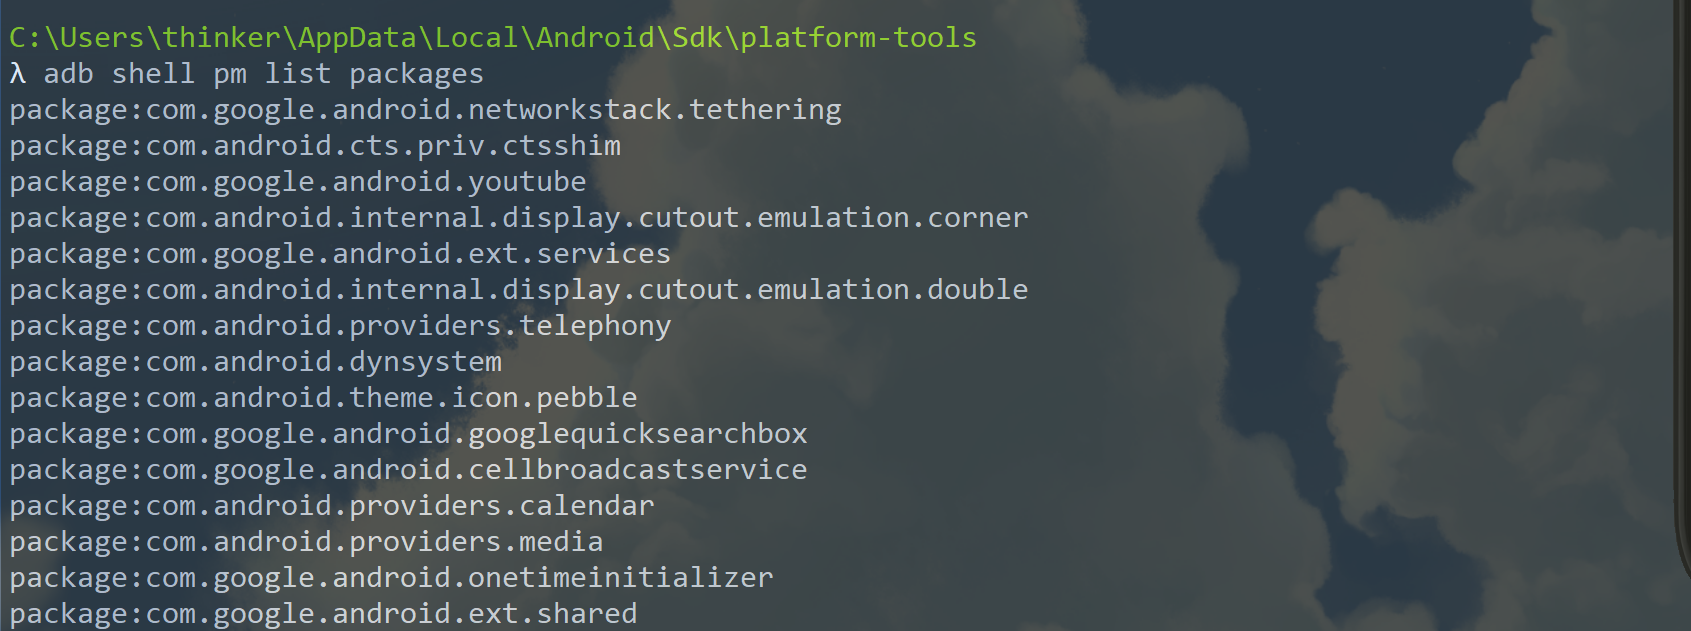 C:\Users\thinker\AppData\Local\Android\Sdk\platform-tools
λ adb shell pm list packages
package:com.google.android.networkstack.tethering
package:com.android.cts.priv.ctsshim
package:com.google.android.youtube
package:com.android.internal.display.cutout.emulation.corner
package:com.google.android.ext.services
package:com.android.internal.display.cutout.emulation.double
package:com.android.providers.telephony
package:com.android.dynsystem
package:com.android.theme.icon.pebble
package:com.google.android.googlequicksearchbox
package:com.google.android.cellbroadcastservice
package:com.android.providers.calendar
package:com.android.providers.media
package:com.google.android.onetimeinitializer
package:com.google.android.ext.shared